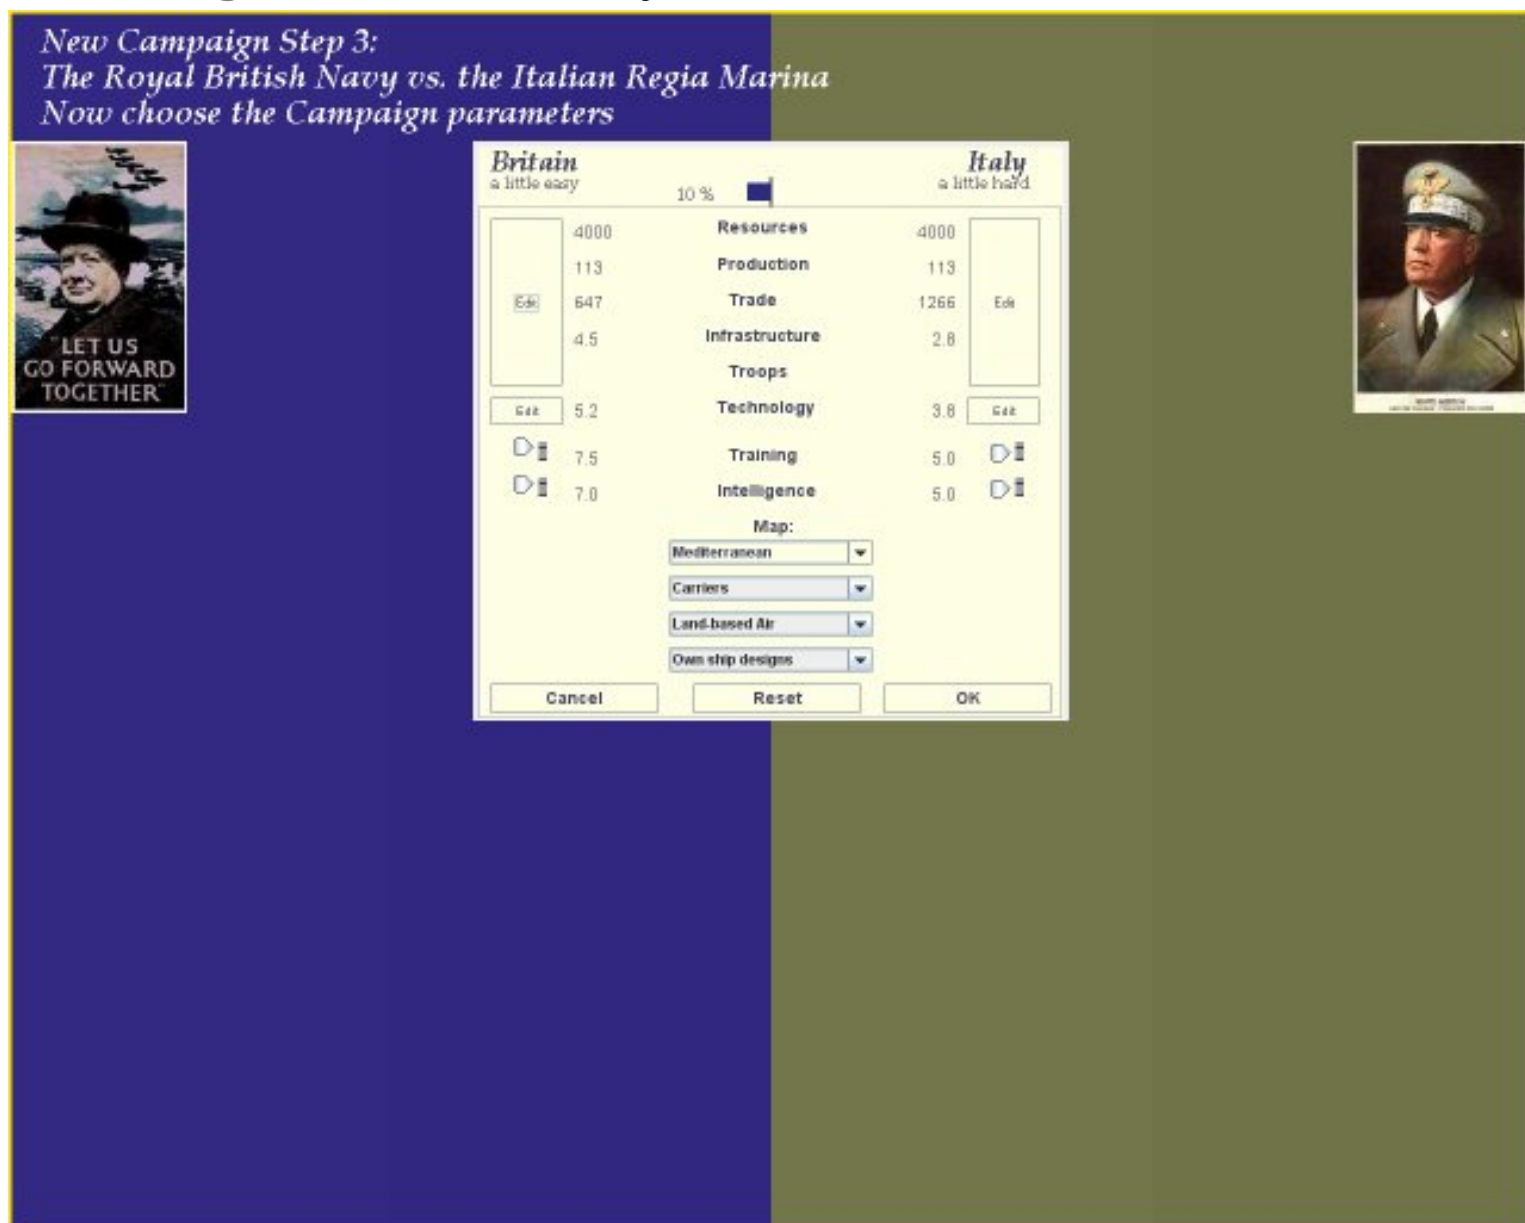 New Campaign Step 3:
The Royal British Navy vs. the Italian Regia Marina
Now choose the Campaign parameters
"LET US
GO FORWARD
TOGETHER"
Britain
a little easy
10 %
Italy
a little hard
4000 Resources 4000
113 Production 113
Edit 647 Trade 1266 Edit
4.5 Infrastructure 2.8
Troops
Edit 5.2 Technology 3.8 Edit
7.5 Training 5.0
7.0 Intelligence 5.0
Map:
Mediterranean
Carriers
Land-based Air
Own ship designs
Cancel Reset OK